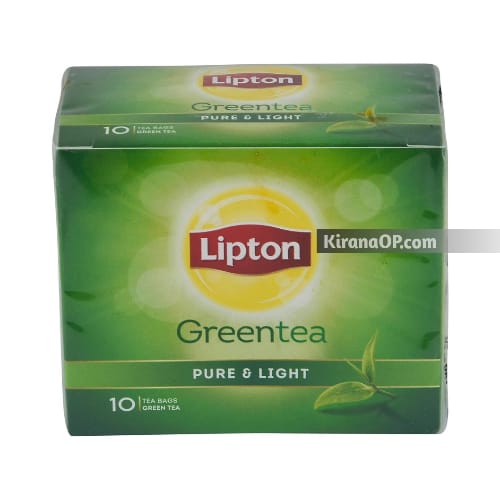 Lipton
Greentea
PURE & LIGHT
10 TEA BAGS
GREEN TEA
Lipton
KiranaOP.com
Greentea
PURE & LIGHT
10 TEA BAGS
GREEN TEA